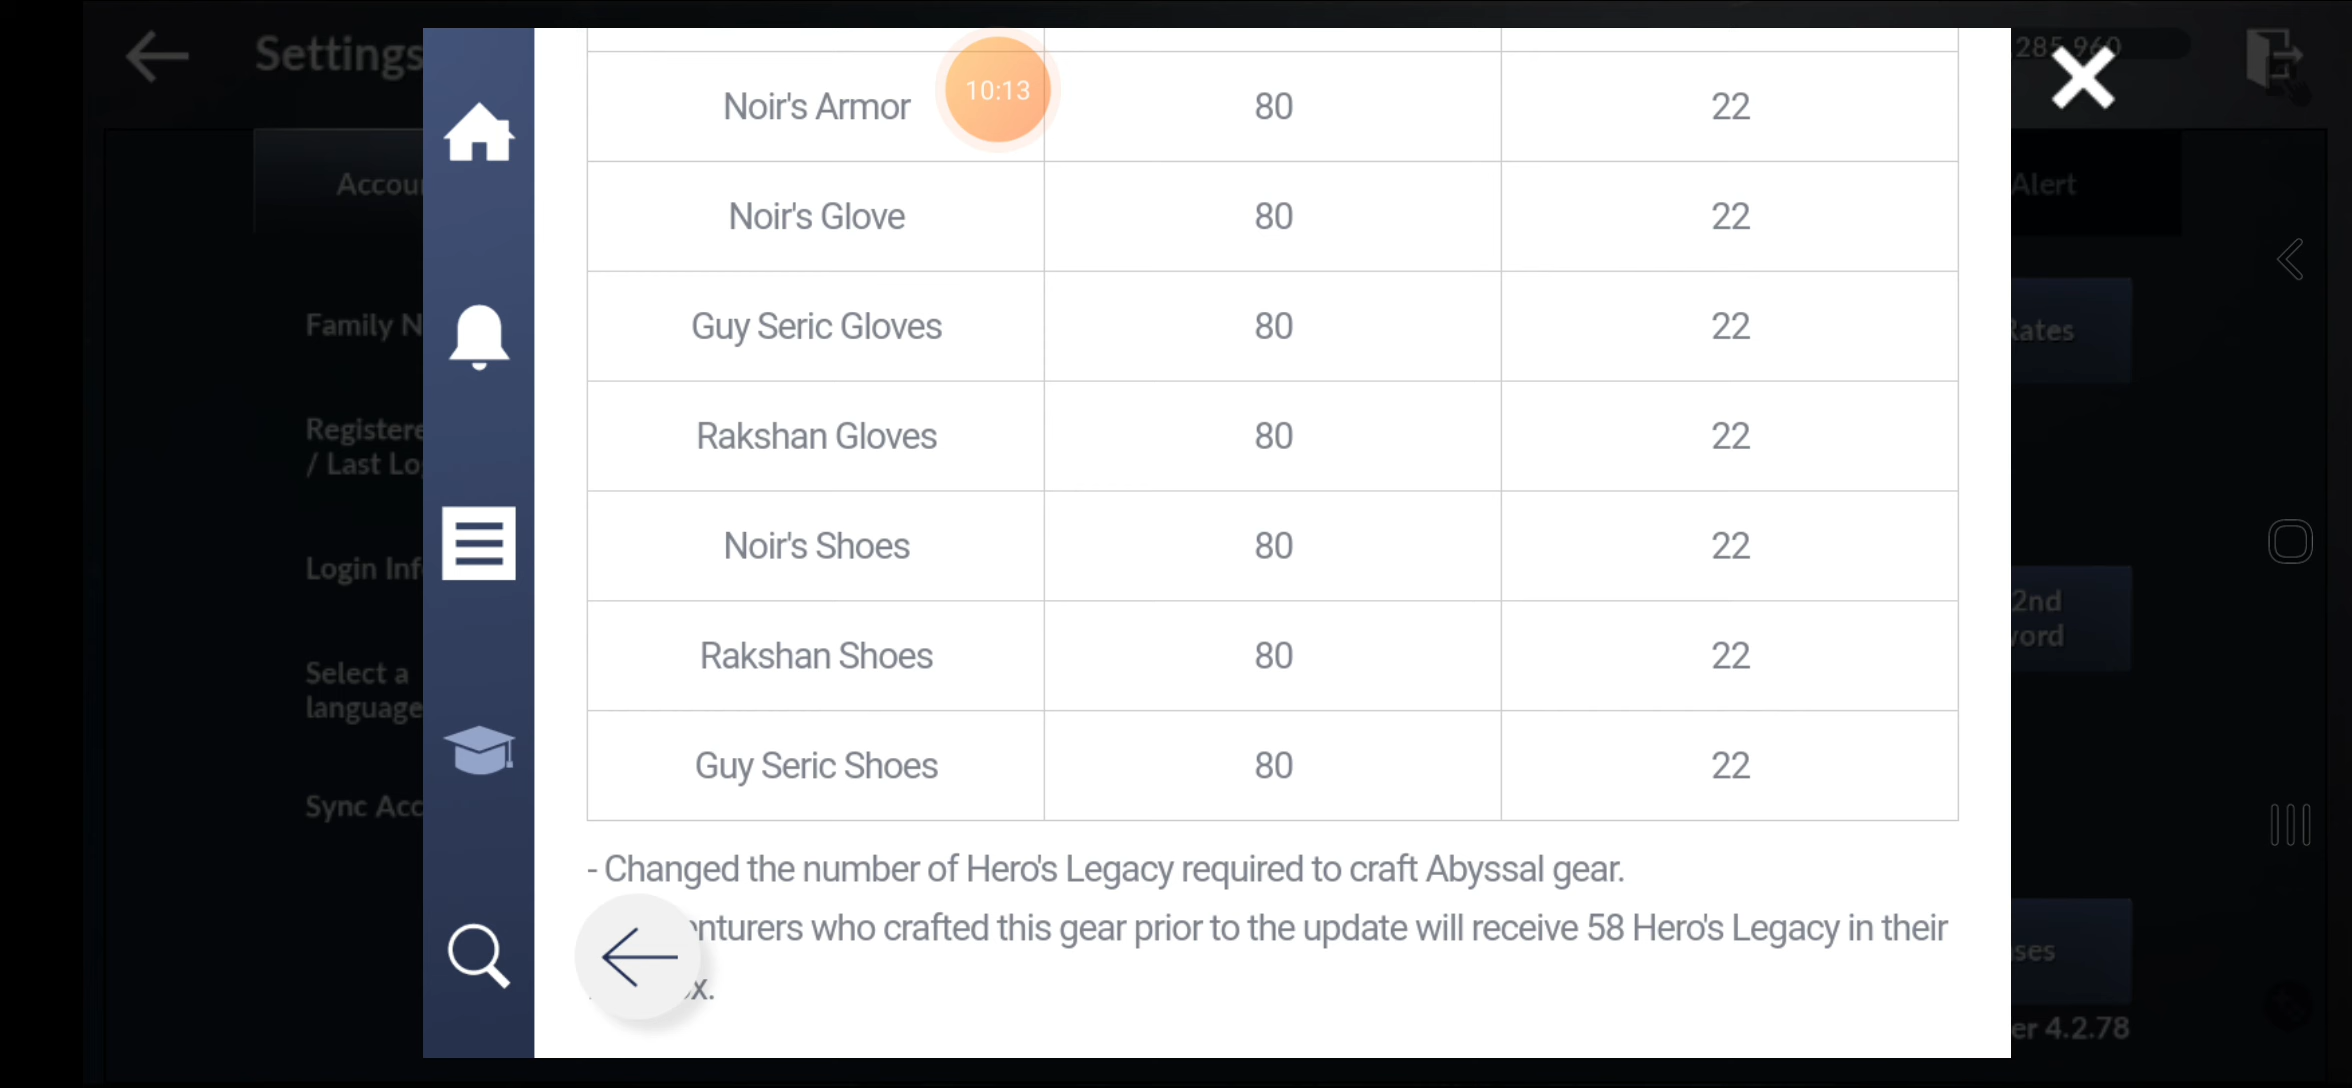 Settings
285,960
10:13
Noir's Armor 80 22
Alert
Noir's Glove 80 22
Family N
Guy Seric Gloves 80 22
Rates
Registere
/ Last Lo
Rakshan Gloves 80 22
Login Inf
Noir's Shoes 80 22
2nd
Select a
language
Rakshan Shoes 80 22
Sync Acc
Guy Seric Shoes 80 22
- Changed the number of Hero's Legacy required to craft Abyssal gear.
enturers who crafted this gear prior to the update will receive 58 Hero's Legacy in their
x.
er 4.2.78